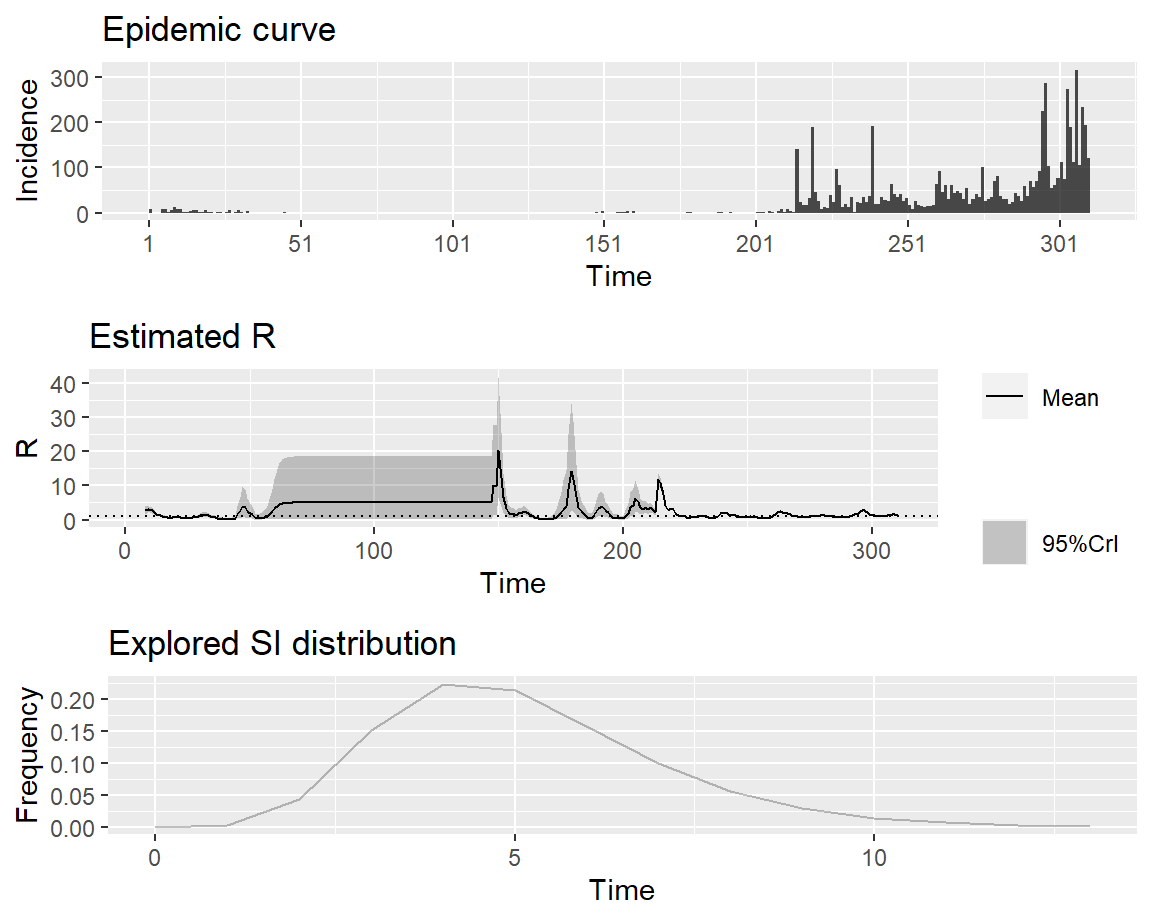 Epidemic curve
300
200
100
0
Incidence
1 51 101 151 201 251 301
Time
Estimated R
40
30
20
10
0
R
0 100 200 300
Time
Mean
95%CrI
Explored SI distribution
0.20
0.15
0.10
0.05
0.00
Frequency
0 5 10
Time